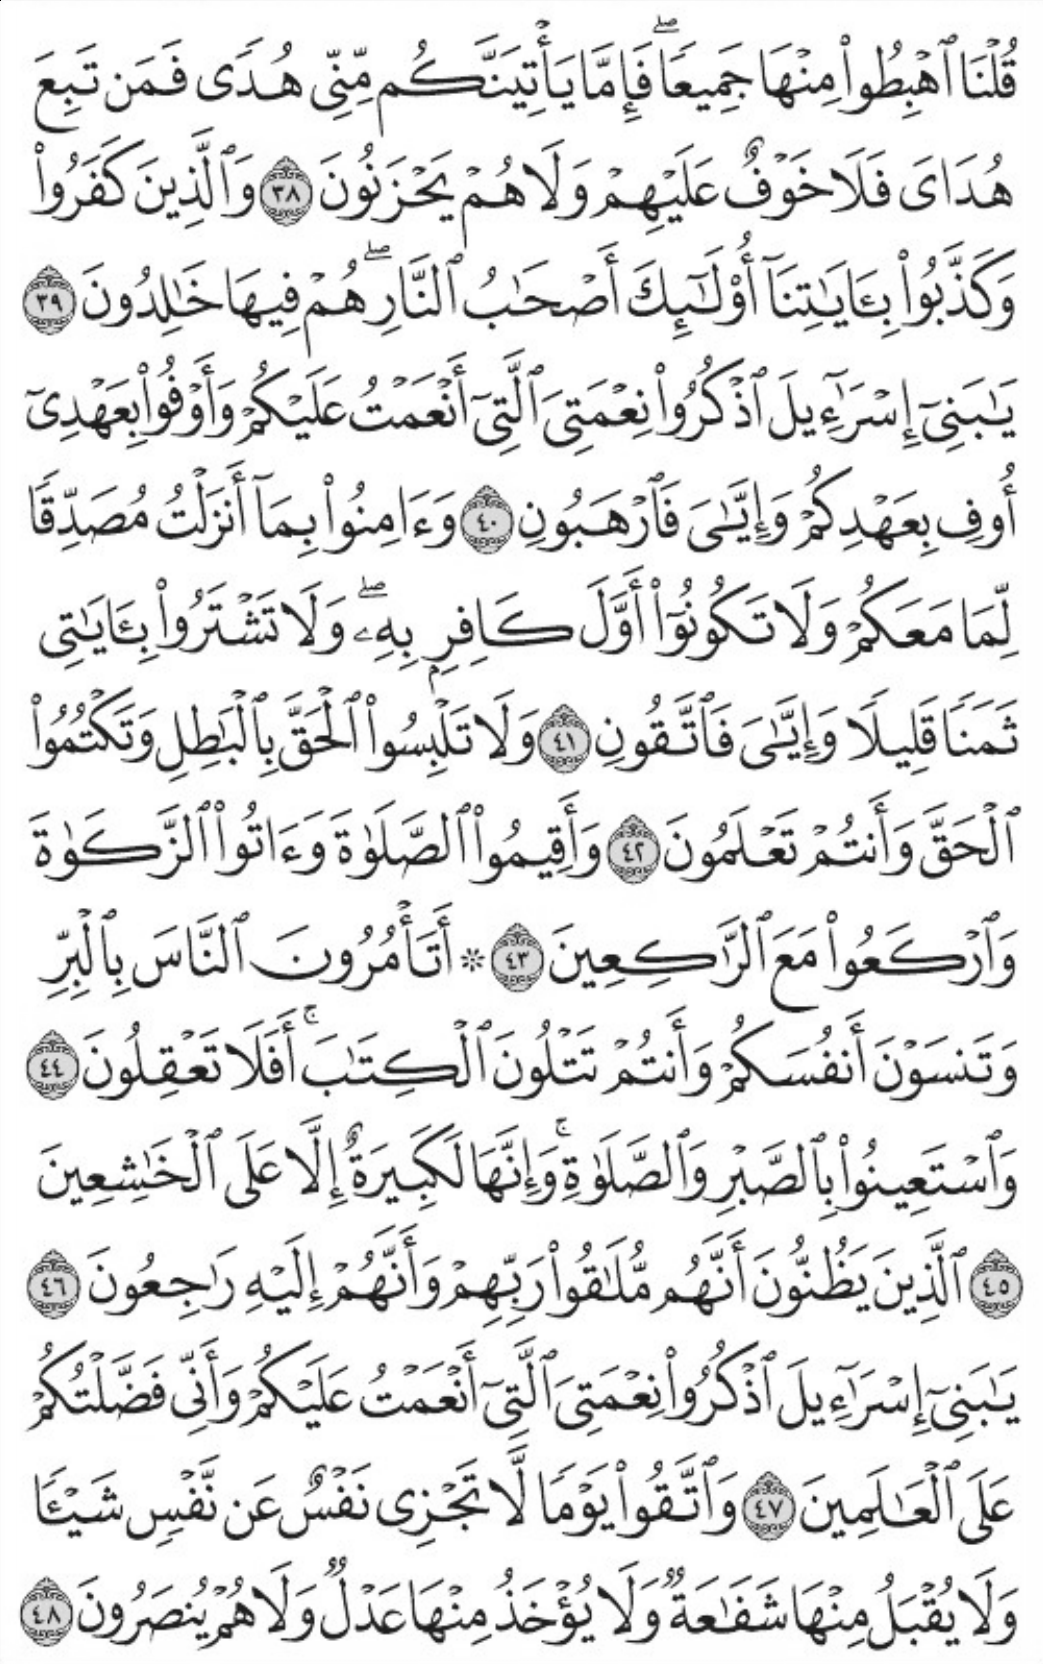 قُلۡنَا ٱهۡبِطُواْ مِنۡهَا جَمِيعٗاۖ فَإِمَّا يَأۡتِيَنَّكُم مِّنِّي هُدٗى فَمَن تَبِعَ
هُدَايَ فَلَا خَوۡفٌ عَلَيۡهِمۡ وَلَا هُمۡ يَحۡزَنُونَ ٣٨ وَٱلَّذِينَ كَفَرُواْ
وَكَذَّبُواْ بِـَٔايَٰتِنَآ أُوْلَٰٓئِكَ أَصۡحَٰبُ ٱلنَّارِۖ هُمۡ فِيهَا خَٰلِدُونَ ٣٩
يَٰبَنِيٓ إِسۡرَٰٓءِيلَ ٱذۡكُرُواْ نِعۡمَتِيَ ٱلَّتِيٓ أَنۡعَمۡتُ عَلَيۡكُمۡ وَأَوۡفُواْ بِعَهۡدِيٓ
أُوفِ بِعَهۡدِكُمۡ وَإِيَّٰيَ فَٱرۡهَبُونِ ٤٠ وَءَامِنُواْ بِمَآ أَنزَلۡتُ مُصَدِّقٗا
لِّمَا مَعَكُمۡ وَلَا تَكُونُوٓاْ أَوَّلَ كَافِرِۭ بِهِۦۖ وَلَا تَشۡتَرُواْ بِـَٔايَٰتِي
ثَمَنٗا قَلِيلٗا وَإِيَّٰيَ فَٱتَّقُونِ ٤١ وَلَا تَلۡبِسُواْ ٱلۡحَقَّ بِٱلۡبَٰطِلِ وَتَكۡتُمُواْ
ٱلۡحَقَّ وَأَنتُمۡ تَعۡلَمُونَ ٤٢ وَأَقِيمُواْ ٱلصَّلَوٰةَ وَءَاتُواْ ٱلزَّكَوٰةَ
وَٱرۡكَعُواْ مَعَ ٱلرَّٰكِعِينَ ٤٣ ۞ أَتَأۡمُرُونَ ٱلنَّاسَ بِٱلۡبِرِّ
وَتَنسَوۡنَ أَنفُسَكُمۡ وَأَنتُمۡ تَتۡلُونَ ٱلۡكِتَٰبَۚ أَفَلَا تَعۡقِلُونَ ٤٤
وَٱسۡتَعِينُواْ بِٱلصَّبۡرِ وَٱلصَّلَوٰةِۚ وَإِنَّهَا لَكَبِيرَةٌ إِلَّا عَلَى ٱلۡخَٰشِعِينَ
٤٥ ٱلَّذِينَ يَظُنُّونَ أَنَّهُم مُّلَٰقُواْ رَبِّهِمۡ وَأَنَّهُمۡ إِلَيۡهِ رَٰجِعُونَ ٤٦
يَٰبَنِيٓ إِسۡرَٰٓءِيلَ ٱذۡكُرُواْ نِعۡمَتِيَ ٱلَّتِيٓ أَنۡعَمۡتُ عَلَيۡكُمۡ وَأَنِّي فَضَّلۡتُكُمۡ
عَلَى ٱلۡعَٰلَمِينَ ٤٧ وَٱتَّقُواْ يَوۡمٗا لَّا تَجۡزِي نَفۡسٌ عَن نَّفۡسٖ شَيۡـٔٗا
وَلَا يُقۡبَلُ مِنۡهَا شَفَٰعَةٞ وَلَا يُؤۡخَذُ مِنۡهَا عَدۡلٞ وَلَا هُمۡ يُنصَرُونَ ٤٨